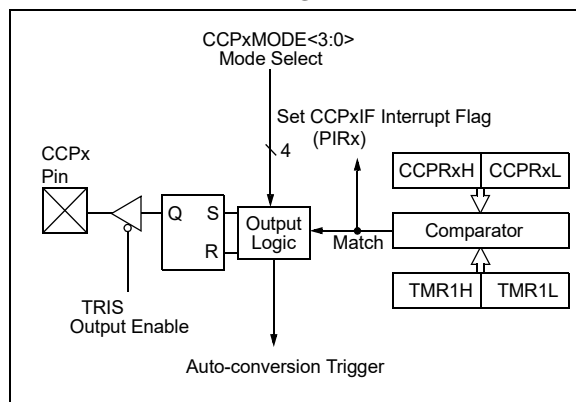 CCPxMODE<3:0>
Mode Select
Set CCPxIF Interrupt Flag
(PIRx)
4
CCPx
Pin
CCPRxH CCPRxL
Q S
R
Output
Logic
Match
Comparator
TRIS
Output Enable
TMR1H TMR1L
Auto-conversion Trigger